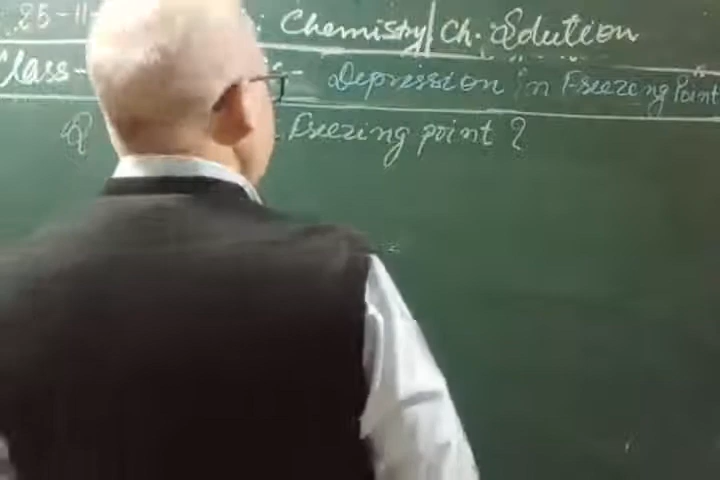 25-11 : Chemistry/Ch. Solution
Class- - Depression in Freezing Point
Q : Freezing point ?